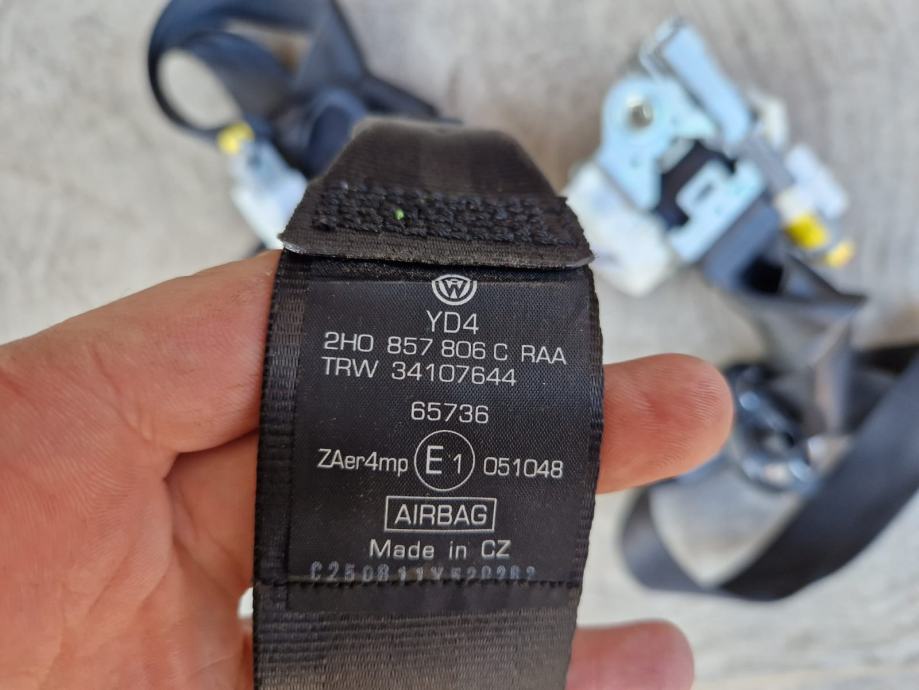 YD4
2H0 857 806 C RAA
TRW 34107644
65736
ZAer4mp E1 051048
AIRBAG
Made in CZ